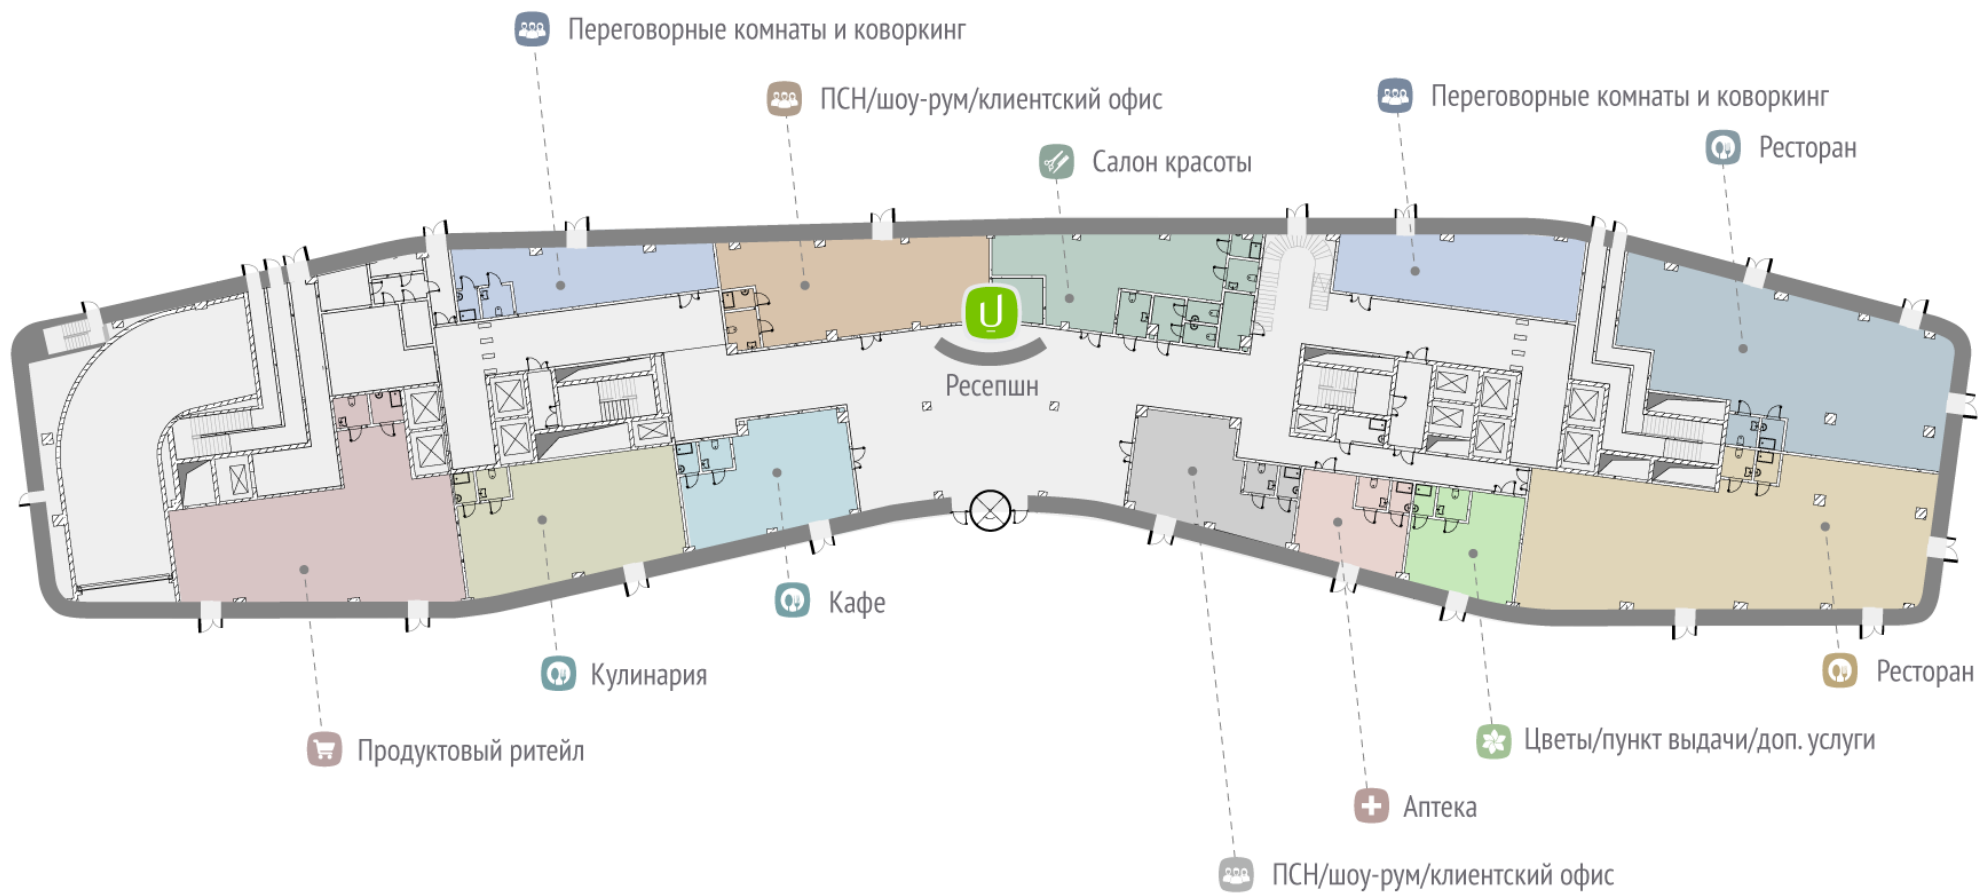 Переговорные комнаты и коворкинг
ПСН/шоу-рум/клиентский офис
Переговорные комнаты и коворкинг
Салон красоты
Ресторан
Ресепшн
Кафе
Кулинария
Ресторан
Продуктовый ритейл
Цветы/пункт выдачи/доп. услуги
Аптека
ПСН/шоу-рум/клиентский офис